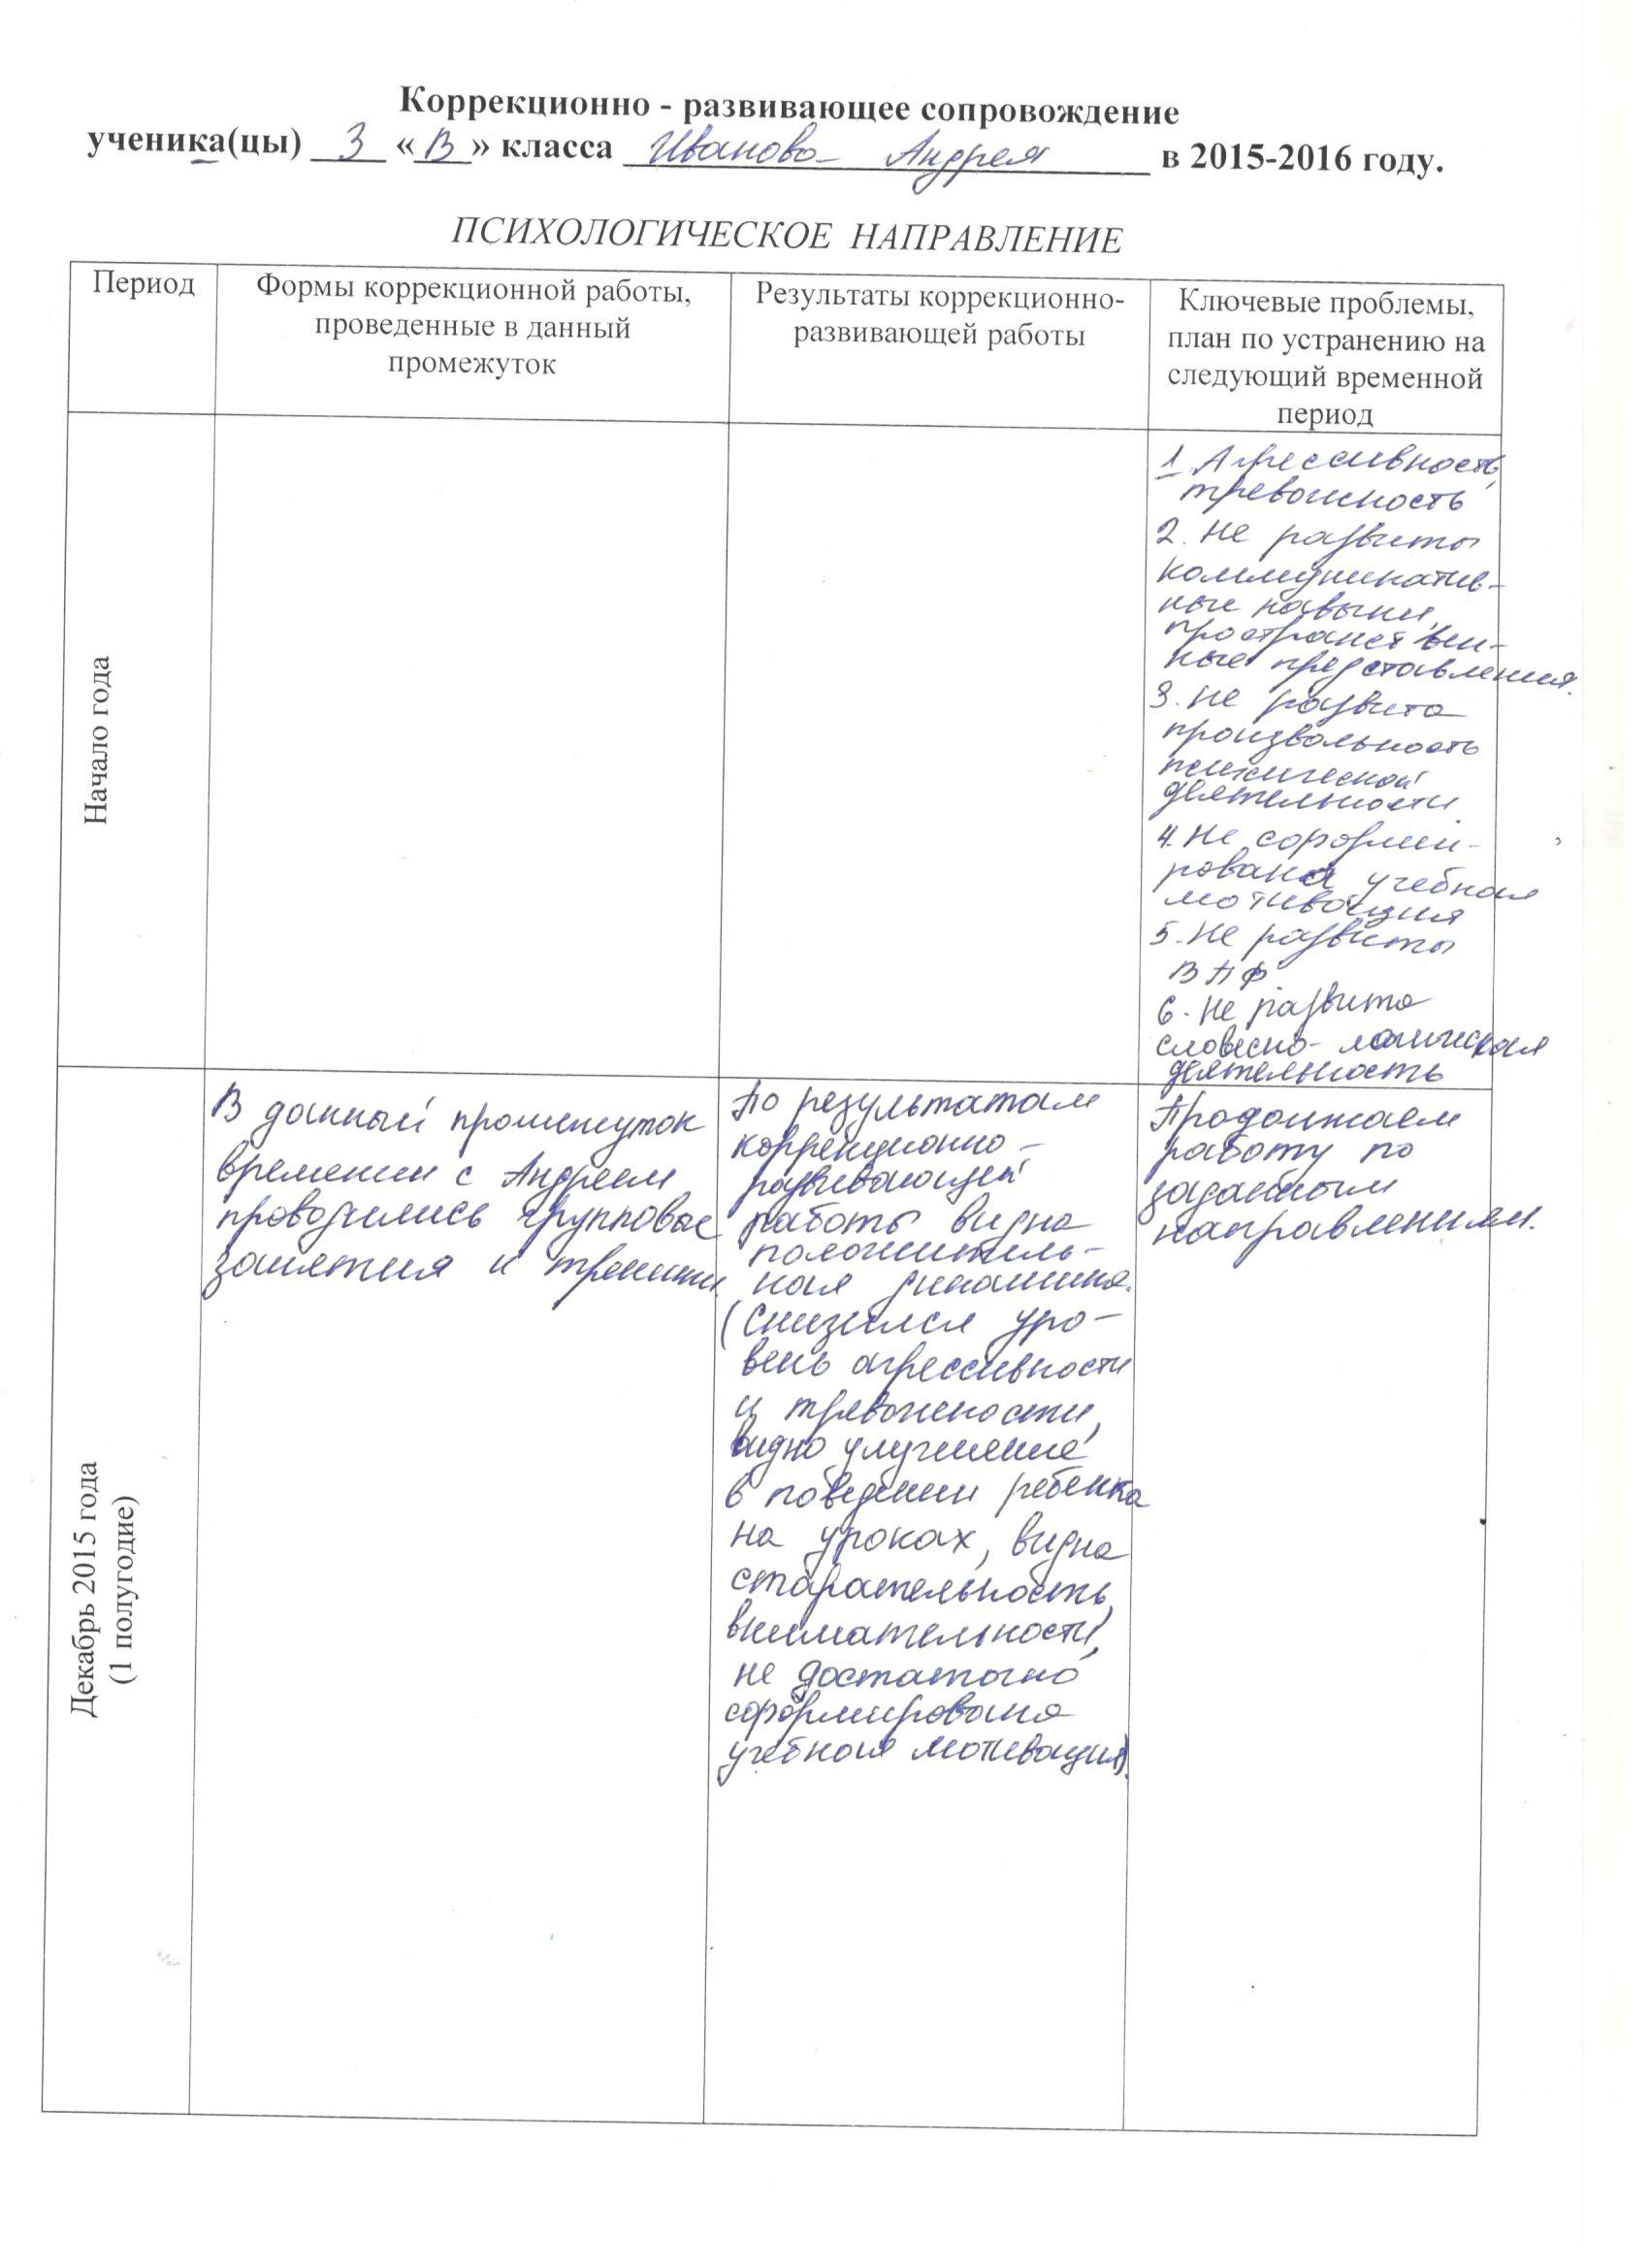 Коррекционно - развивающее сопровождение
ученика(цы) 3 «В» класса Иванова Андрея в 2015-2016 году.
ПСИХОЛОГИЧЕСКОЕ НАПРАВЛЕНИЕ
Период
Формы коррекционной работы,
проведенные в данный
промежуток
Результаты коррекционно-
развивающей работы
Ключевые проблемы,
план по устранению на
следующий временной
период
Начало года
1. Агрессивность,
тревожность
2. Не развиты
коммуникатив-
ные навыки,
пространствен-
ные представления.
3. Не развита
произвольность
психической
деятельности.
4. Не сформи-
рована учебная
мотивация
5. Не развиты
ВПФ.
6. Не развита
словесно-логическая
деятельность
Декабрь 2015 года
(1 полугодие)
В данный промежуток
времени с Андреем
проводились групповые
занятия и тренинги.
По результатам
коррекционно-
развивающей
работы видна
положитель-
ная динамика.
(Снизился уро-
вень агрессивности
и тревожности,
видно улучшение
в поведении ребенка
на уроках, видна
старательность,
внимательности,
не достаточно
сформирована
учебная мотивация).
Продолжаем
работу по
заданным
направлениям.